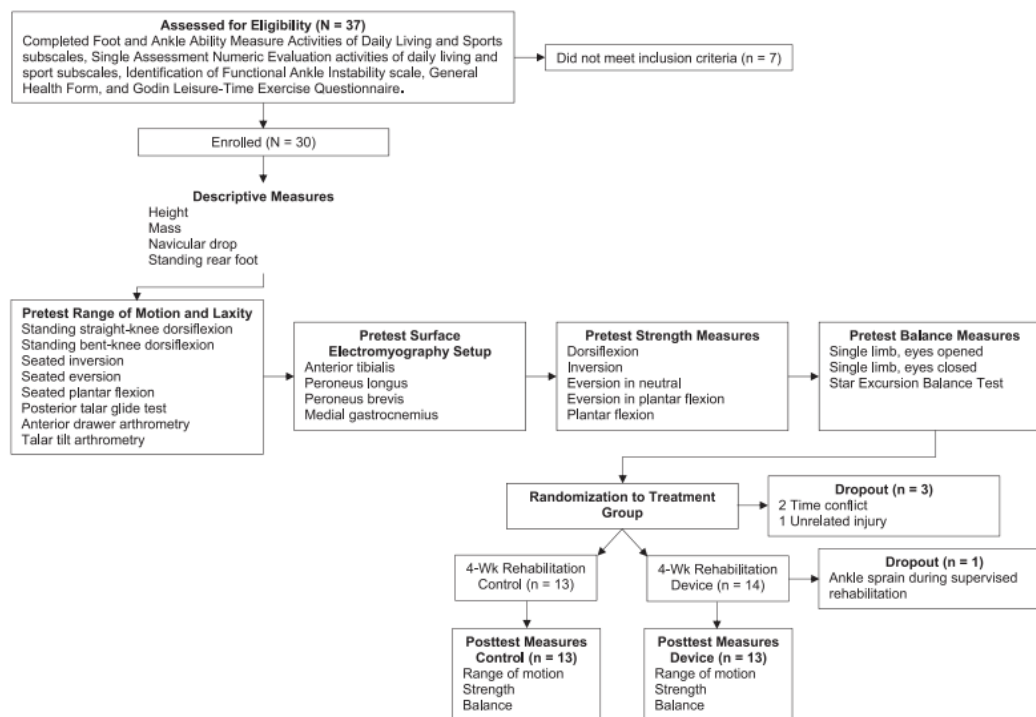 Assessed for Eligibility (N = 37)
Completed Foot and Ankle Ability Measure Activities of Daily Living and Sports
subscales, Single Assessment Numeric Evaluation activities of daily living and
sport subscales, Identification of Functional Ankle Instability scale, General
Health Form, and Godin Leisure-Time Exercise Questionnaire.
Did not meet inclusion criteria (n = 7)
Enrolled (N = 30)
Descriptive Measures
Height
Mass
Navicular drop
Standing rear foot
Pretest Range of Motion and Laxity
Standing straight-knee dorsiflexion
Standing bent-knee dorsiflexion
Seated inversion
Seated eversion
Seated plantar flexion
Posterior talar glide test
Anterior drawer arthrometry
Talar tilt arthrometry
Pretest Surface
Electromyography Setup
Anterior tibialis
Peroneus longus
Peroneus brevis
Medial gastrocnemius
Pretest Strength Measures
Dorsiflexion
Inversion
Eversion in neutral
Eversion in plantar flexion
Plantar flexion
Pretest Balance Measures
Single limb, eyes opened
Single limb, eyes closed
Star Excursion Balance Test
Randomization to Treatment
Group
Dropout (n = 3)
2 Time conflict
1 Unrelated injury
4-Wk Rehabilitation
Control (n = 13)
4-Wk Rehabilitation
Device (n = 14)
Dropout (n = 1)
Ankle sprain during supervised
rehabilitation
Posttest Measures
Control (n = 13)
Range of motion
Strength
Balance
Posttest Measures
Device (n = 13)
Range of motion
Strength
Balance